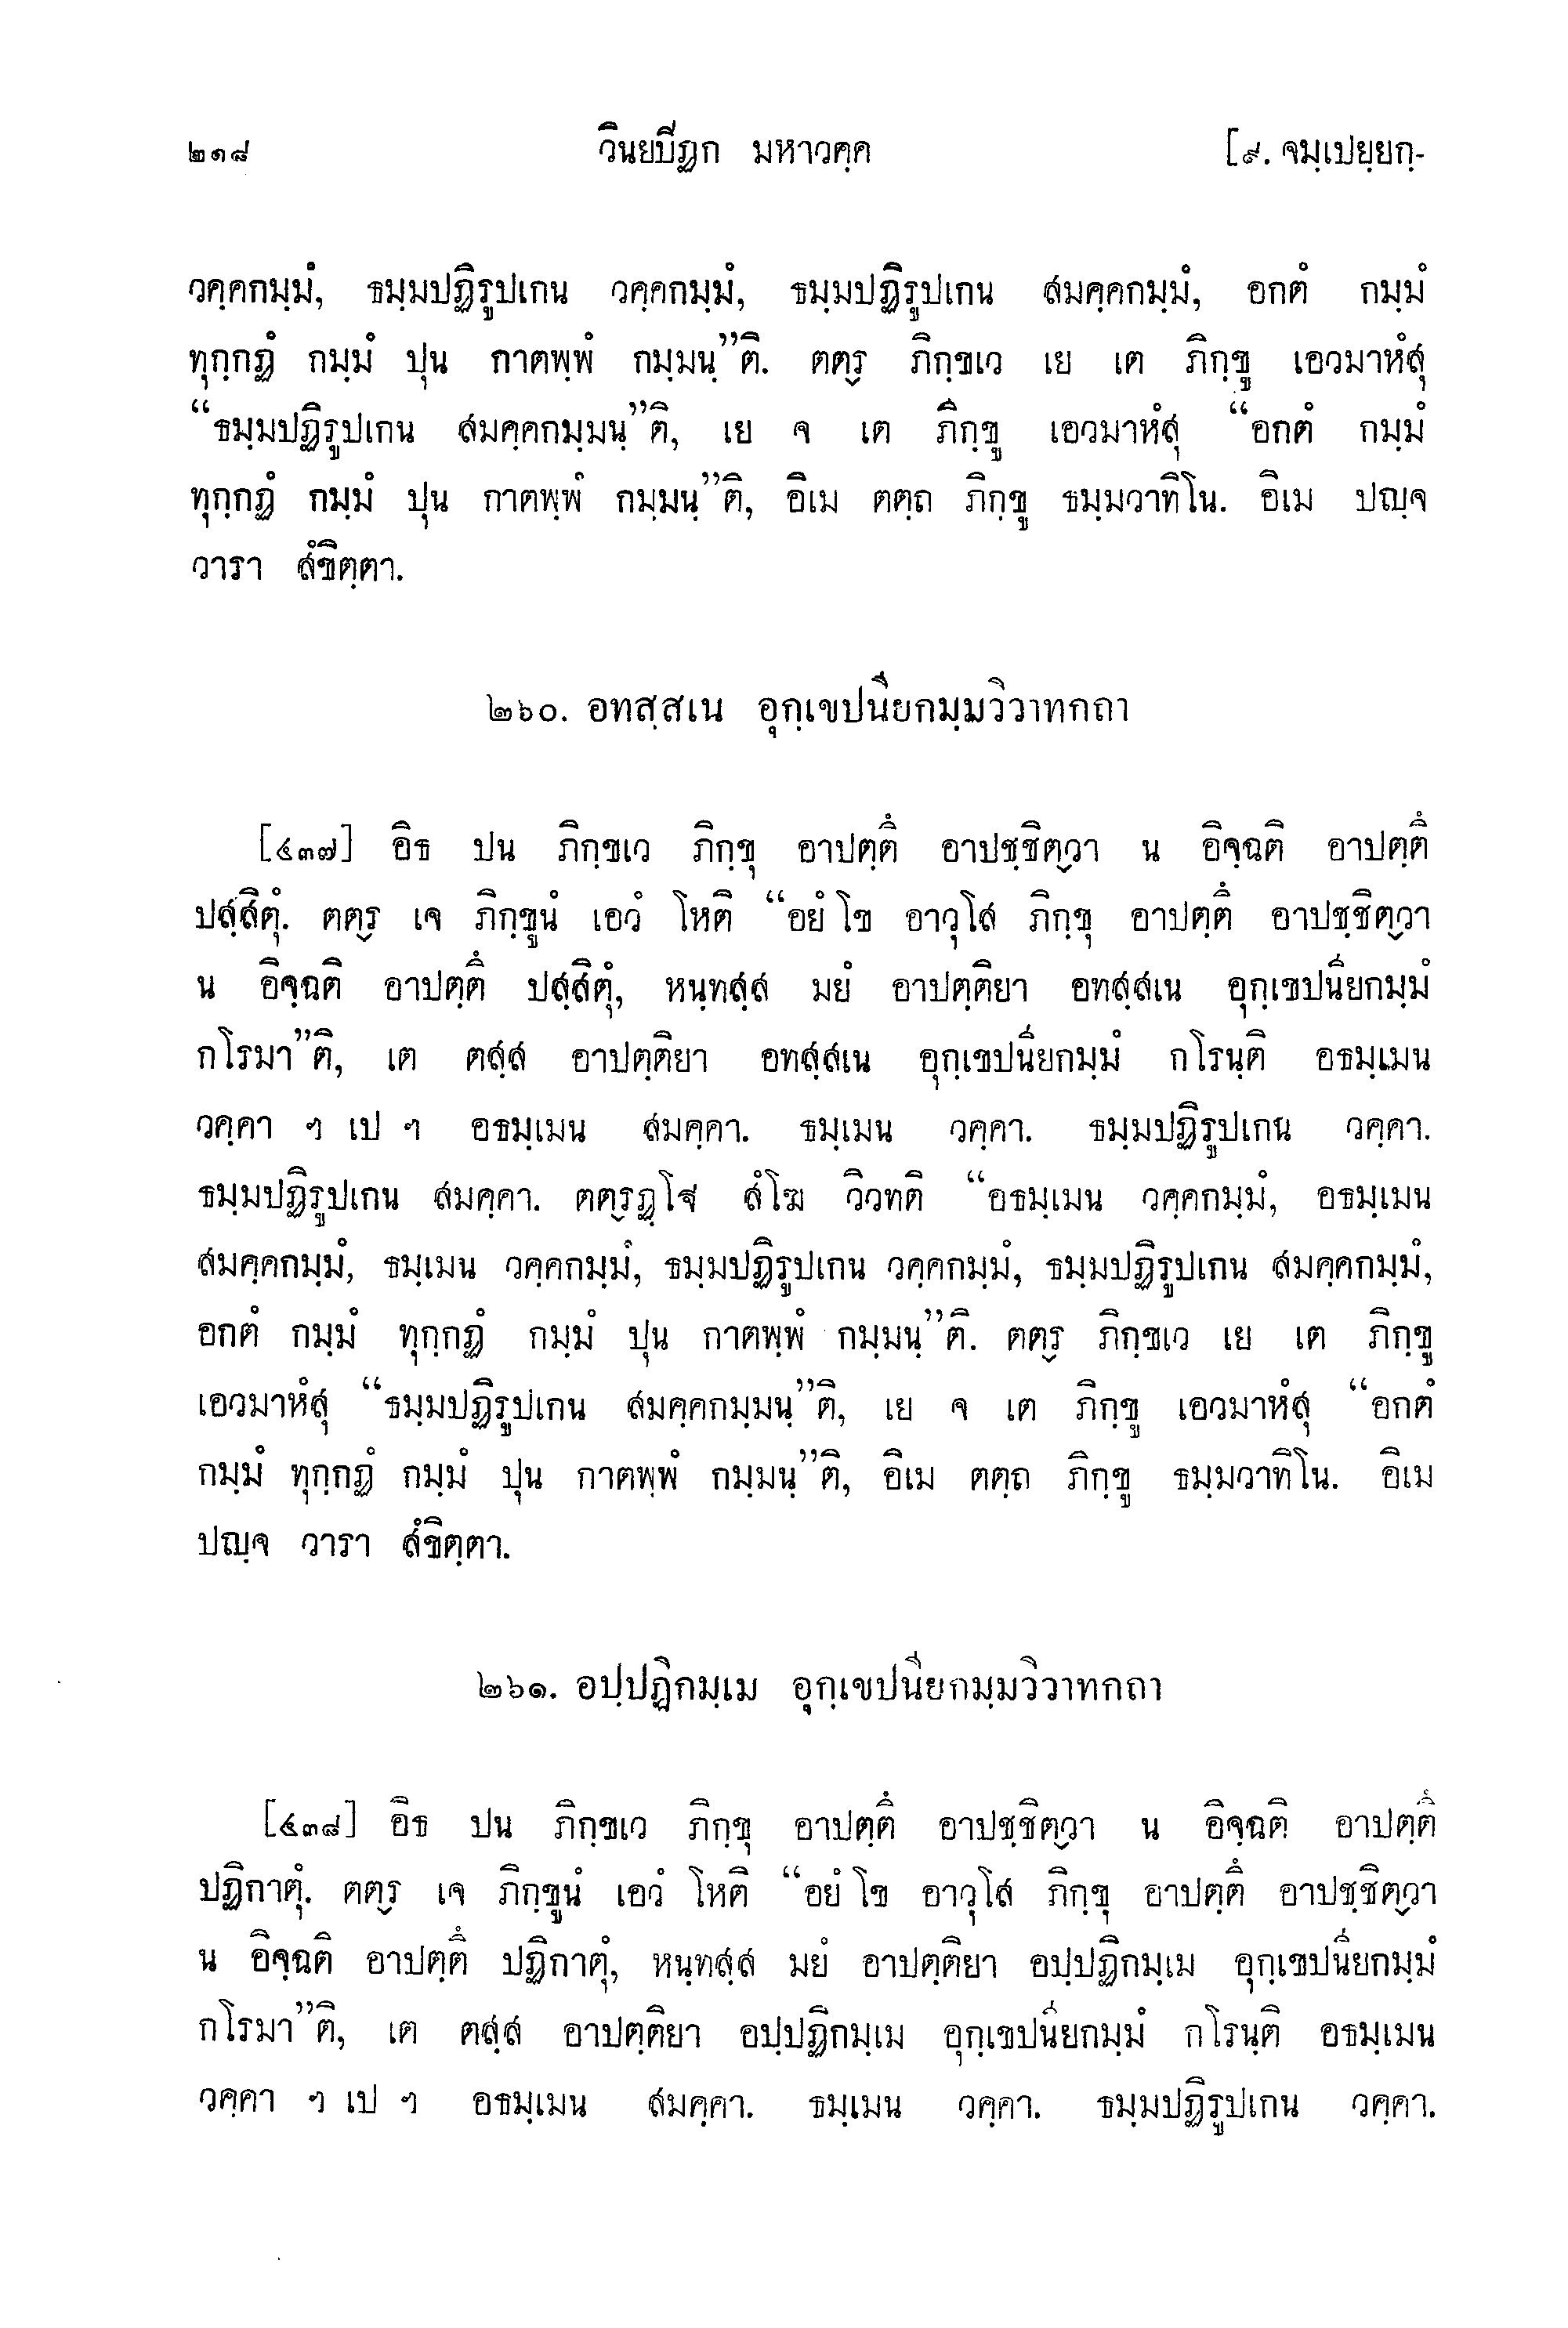 ๒๑๘ วินยปิฏก มหาวคฺค [๙. จมฺเปยฺยกฺ-
วคฺคกมฺมํ, ธมฺมปฏิรูปเกน วคฺคกมฺมํ, ธมฺมปฏิรูปเกน สมคฺคกมฺมํ, อกตํ กมฺมํ
ทุกฺกฏํ กมฺมํ ปุน กาตพฺพํ กมฺมนฺ”ติ. ตตฺร ภิกฺขเว เย เต ภิกฺขู เอวมาหํสุ
“ธมฺมปฏิรูปเกน สมคฺคกมฺมนฺ”ติ, เย จ เต ภิกฺขู เอวมาหํสุ “อกตํ กมฺมํ
ทุกฺกฏํ กมฺมํ ปุน กาตพฺพํ กมฺมนฺ”ติ, อิเม ตตฺถ ภิกฺขู ธมฺมวาทิโน. อิเม ปญฺจ
วารา สํขิตฺตา.
๒๖๐. อทสฺสเน อุกฺเขปนียกมฺมวิวาทกถา
[๔๓๗] อิธ ปน ภิกฺขเว ภิกฺขุ อาปตฺตึ อาปชฺชิตฺวา น อิจฺฉติ อาปตฺตึ
ปสฺสิตุํ. ตตฺร เจ ภิกฺขูนํ เอวํ โหติ “อยํ โข อาวุโส ภิกฺขุ อาปตฺตึ อาปชฺชิตฺวา
น อิจฺฉติ อาปตฺตึ ปสฺสิตุํ, หนฺทสฺส มยํ อาปตฺติยา อทสฺสเน อุกฺเขปนียกมฺมํ
กโรมา”ติ, เต ตสฺส อาปตฺติยา อทสฺสเน อุกฺเขปนียกมฺมํ กโรนฺติ อธมฺเมน
วคฺคา ฯ เป ฯ อธมฺเมน สมคฺคา. ธมฺเมน วคฺคา. ธมฺมปฏิรูปเกน วคฺคา.
ธมฺมปฏิรูปเกน สมคฺคา. ตตฺรฏฺโฐ สํโฆ วิวทติ “อธมฺเมน วคฺคกมฺมํ, อธมฺเมน
สมคฺคกมฺมํ, ธมฺเมน วคฺคกมฺมํ, ธมฺมปฏิรูปเกน วคฺคกมฺมํ, ธมฺมปฏิรูปเกน สมคฺคกมฺมํ,
อกตํ กมฺมํ ทุกฺกฏํ กมฺมํ ปุน กาตพฺพํ กมฺมนฺ”ติ. ตตฺร ภิกฺขเว เย เต ภิกฺขู
เอวมาหํสุ “ธมฺมปฏิรูปเกน สมคฺคกมฺมนฺ”ติ, เย จ เต ภิกฺขู เอวมาหํสุ “อกตํ
กมฺมํ ทุกฺกฏํ กมฺมํ ปุน กาตพฺพํ กมฺมนฺ”ติ, อิเม ตตฺถ ภิกฺขู ธมฺมวาทิโน. อิเม
ปญฺจ วารา สํขิตฺตา.
๒๖๑. อปฺปฏิกมฺเม อุกฺเขปนียกมฺมวิวาทกถา
[๔๓๘] อิธ ปน ภิกฺขเว ภิกฺขุ อาปตฺตึ อาปชฺชิตฺวา น อิจฺฉติ อาปตฺตึ
ปฏิกาตุํ. ตตฺร เจ ภิกฺขูนํ เอวํ โหติ “อยํ โข อาวุโส ภิกฺขุ อาปตฺตึ อาปชฺชิตฺวา
น อิจฺฉติ อาปตฺตึ ปฏิกาตุํ, หนฺทสฺส มยํ อาปตฺติยา อปฺปฏิกมฺเม อุกฺเขปนียกมฺมํ
กโรมา”ติ, เต ตสฺส อาปตฺติยา อปฺปฏิกมฺเม อุกฺเขปนียกมฺมํ กโรนฺติ อธมฺเมน
วคฺคา ฯ เป ฯ อธมฺเมน สมคฺคา. ธมฺเมน วคฺคา. ธมฺมปฏิรูปเกน วคฺคา.